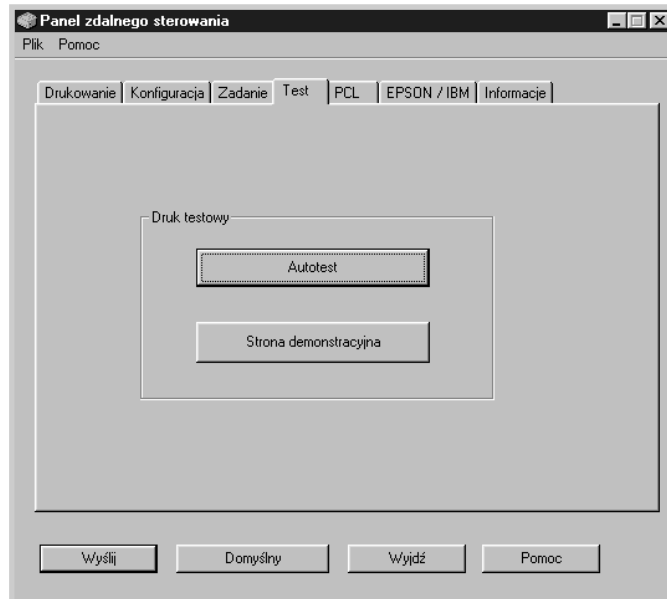 Panel zdalnego sterowania
Plik Pomoc
Drukowanie Konfiguracja Zadanie Test PCL EPSON / IBM Informacje
Druk testowy
Autotest
Strona demonstracyjna
Wyślij Domyślny Wyjdź Pomoc